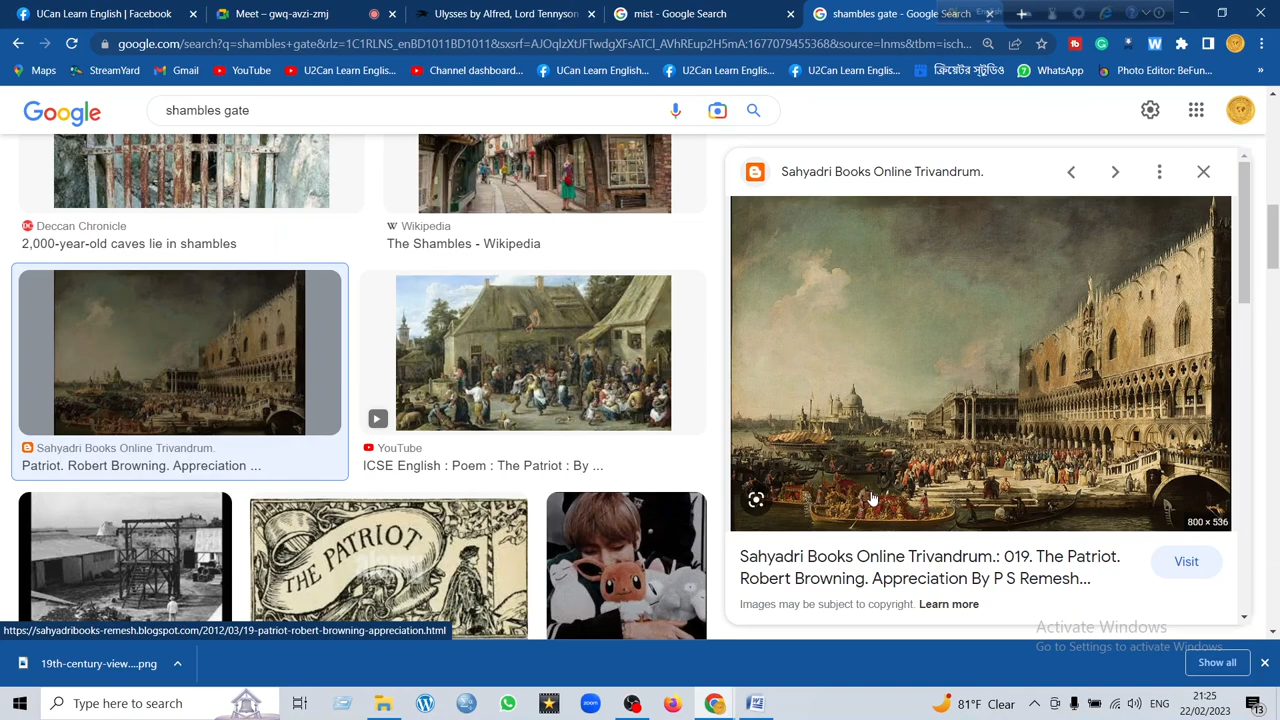 UCan Learn English | Facebook
Meet – gwq-avzi-zmj
Ulysses by Alfred, Lord Tennyson
mist - Google Search
shambles gate - Google Search
google.com/search?q=shambles+gate&rlz=1C1RLNS_enBD1011BD1011&sxsrf=AJOqlzXtUFTwdgXFsATCl_AVhREup2H5mA:1677079455368&source=lnms&tbm=isch...
Maps
StreamYard
Gmail
YouTube
U2Can Learn Englis...
Channel dashboard...
UCan Learn English...
U2Can Learn Englis...
U2Can Learn Englis...
ক্রিয়েটর স্টুডিও
WhatsApp
Photo Editor: BeFun...
»
Google
shambles gate
Deccan Chronicle
2,000-year-old caves lie in shambles
W Wikipedia
The Shambles - Wikipedia
Sahyadri Books Online Trivandrum.
Patriot. Robert Browning. Appreciation ...
YouTube
ICSE English : Poem : The Patriot : By ...
THE PATRIOT
Sahyadri Books Online Trivandrum.
800 × 536
Sahyadri Books Online Trivandrum.: 019. The Patriot.
Robert Browning. Appreciation By P S Remesh...
Visit
Images may be subject to copyright. Learn more
Activate Windows
Go to Settings to activate Windows.
https://sahyadribooks-remesh.blogspot.com/2012/03/19-patriot-robert-browning-appreciation.html
19th-century-view....png
Show all
Type here to search
zoom
81°F Clear
ENG
21:25
22/02/2023
13